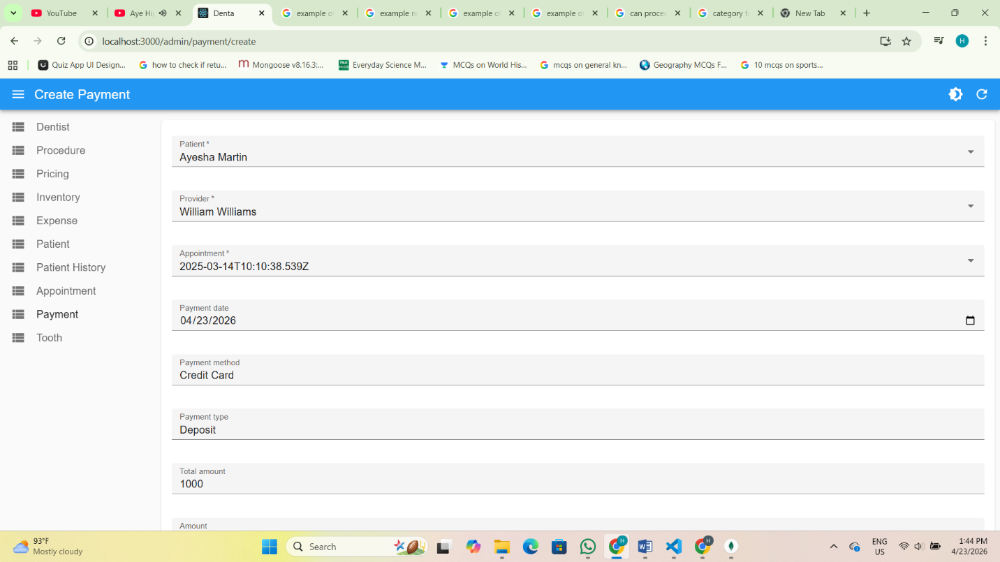 YouTube
Aye Hi
Denta
example o
example n
example o
example o
can proce
category f
New Tab
localhost:3000/admin/payment/create
H
Quiz App UI Design...
how to check if retu...
Mongoose v8.16.3:...
Everyday Science M...
MCQs on World His...
mcqs on general kn...
Geography MCQs F...
10 mcqs on sports...
Create Payment
Dentist
Procedure
Pricing
Inventory
Expense
Patient
Patient History
Appointment
Payment
Tooth
Patient *
Ayesha Martin
Provider *
William Williams
Appointment *
2025-03-14T10:10:38.539Z
Payment date
04/23/2026
Payment method
Credit Card
Payment type
Deposit
Total amount
1000
Amount
93°F
Mostly cloudy
Search
H
H
ENG
US
1:44 PM
4/23/2026